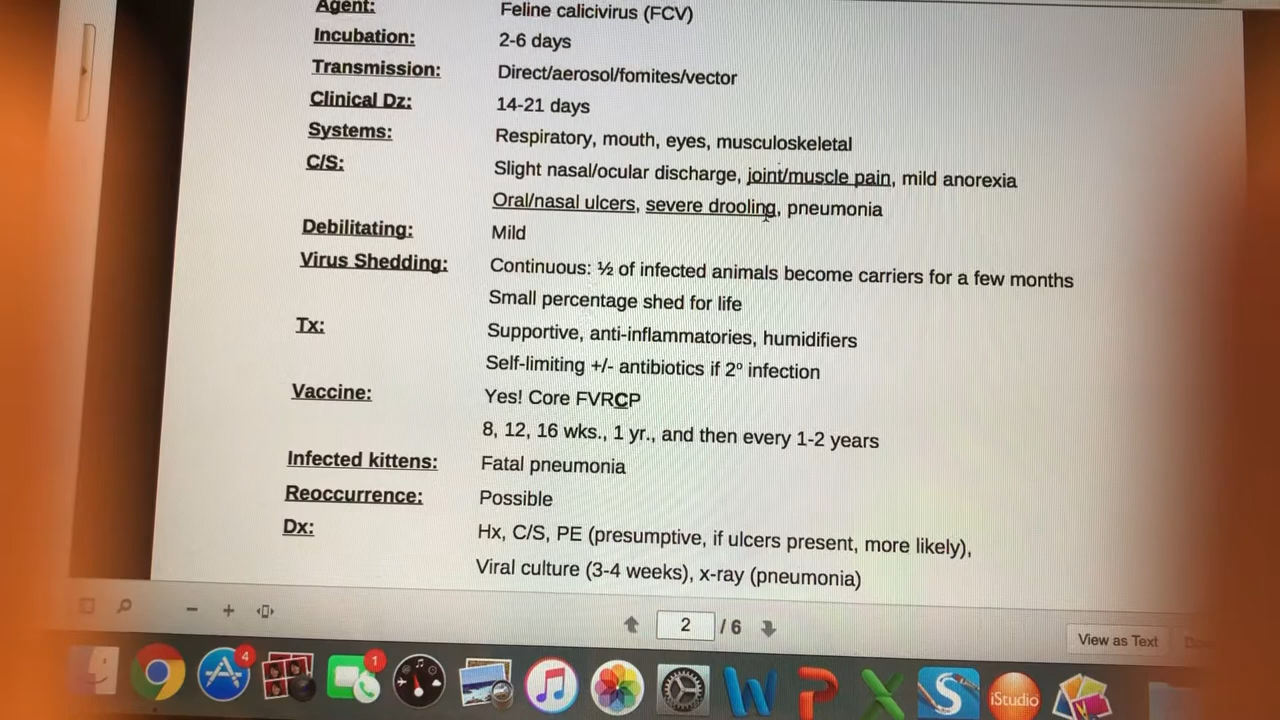 Agent: Feline calicivirus (FCV)
Incubation: 2-6 days
Transmission: Direct/aerosol/fomites/vector
Clinical Dz: 14-21 days
Systems: Respiratory, mouth, eyes, musculoskeletal
C/S: Slight nasal/ocular discharge, joint/muscle pain, mild anorexia
Oral/nasal ulcers, severe drooling, pneumonia
Debilitating: Mild
Virus Shedding: Continuous: ½ of infected animals become carriers for a few months
Small percentage shed for life
Tx: Supportive, anti-inflammatories, humidifiers
Self-limiting +/- antibiotics if 2° infection
Vaccine: Yes! Core FVRCP
8, 12, 16 wks., 1 yr., and then every 1-2 years
Infected kittens: Fatal pneumonia
Reoccurrence: Possible
Dx: Hx, C/S, PE (presumptive, if ulcers present, more likely),
Viral culture (3-4 weeks), x-ray (pneumonia)
2 / 6
View as Text
4
1
iStudio